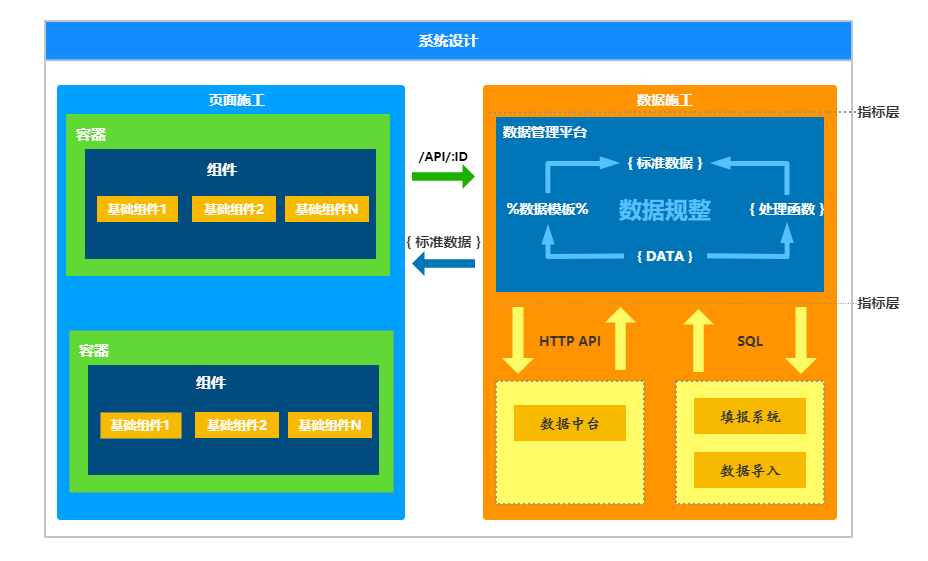 系统设计
页面施工
容器
组件
基础组件1
基础组件2
基础组件N
容器
组件
基础组件1
基础组件2
基础组件N
/API/:ID
{ 标准数据 }
数据施工
指标层
数据管理平台
{ 标准数据 }
%数据模板%
数据规整
{ 处理函数 }
{ DATA }
指标层
HTTP API
SQL
数据中台
填报系统
数据导入